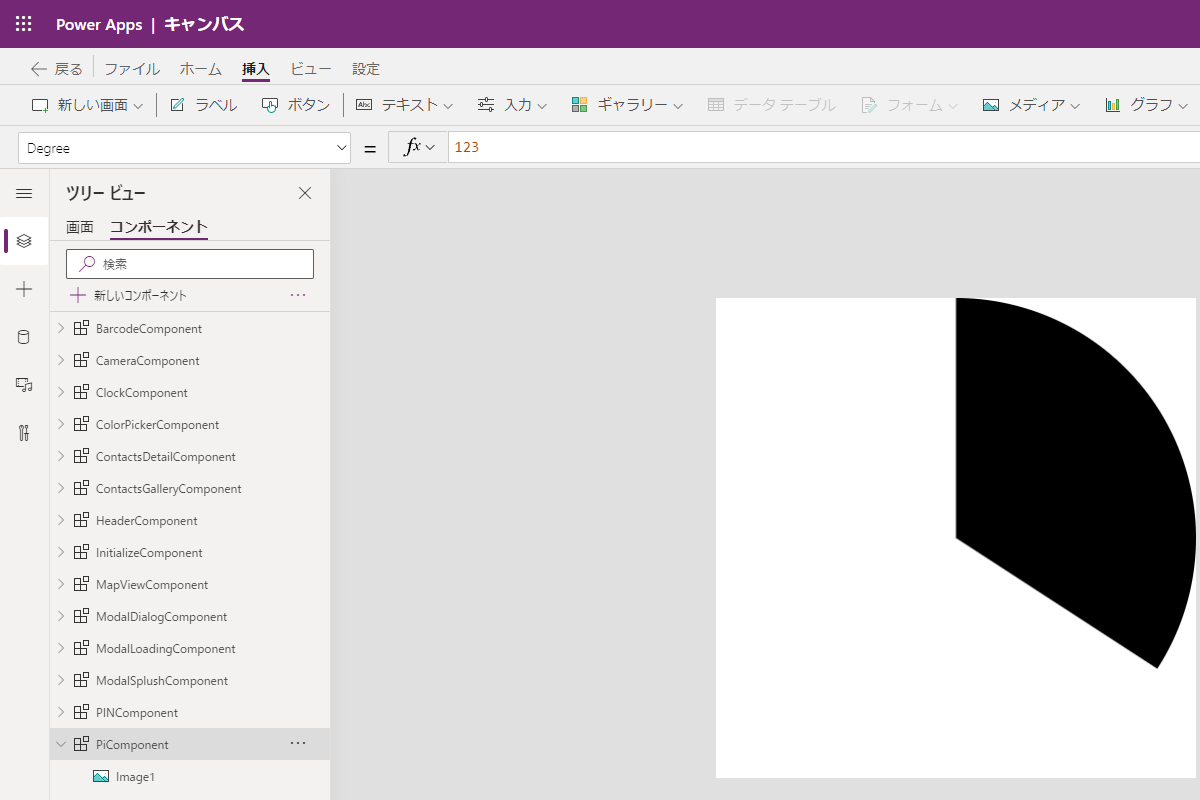 Power Apps | キャンバス
戻る ファイル ホーム 挿入 ビュー 設定
新しい画面 ラベル ボタン Abc テキスト 入力 ギャラリー データ テーブル フォーム メディア グラフ
Degree = fx 123
ツリー ビュー
画面 コンポーネント
検索
新しいコンポーネント ...
BarcodeComponent
CameraComponent
ClockComponent
ColorPickerComponent
ContactsDetailComponent
ContactsGalleryComponent
HeaderComponent
InitializeComponent
MapViewComponent
ModalDialogComponent
ModalLoadingComponent
ModalSplushComponent
PINComponent
PiComponent ...
Image1